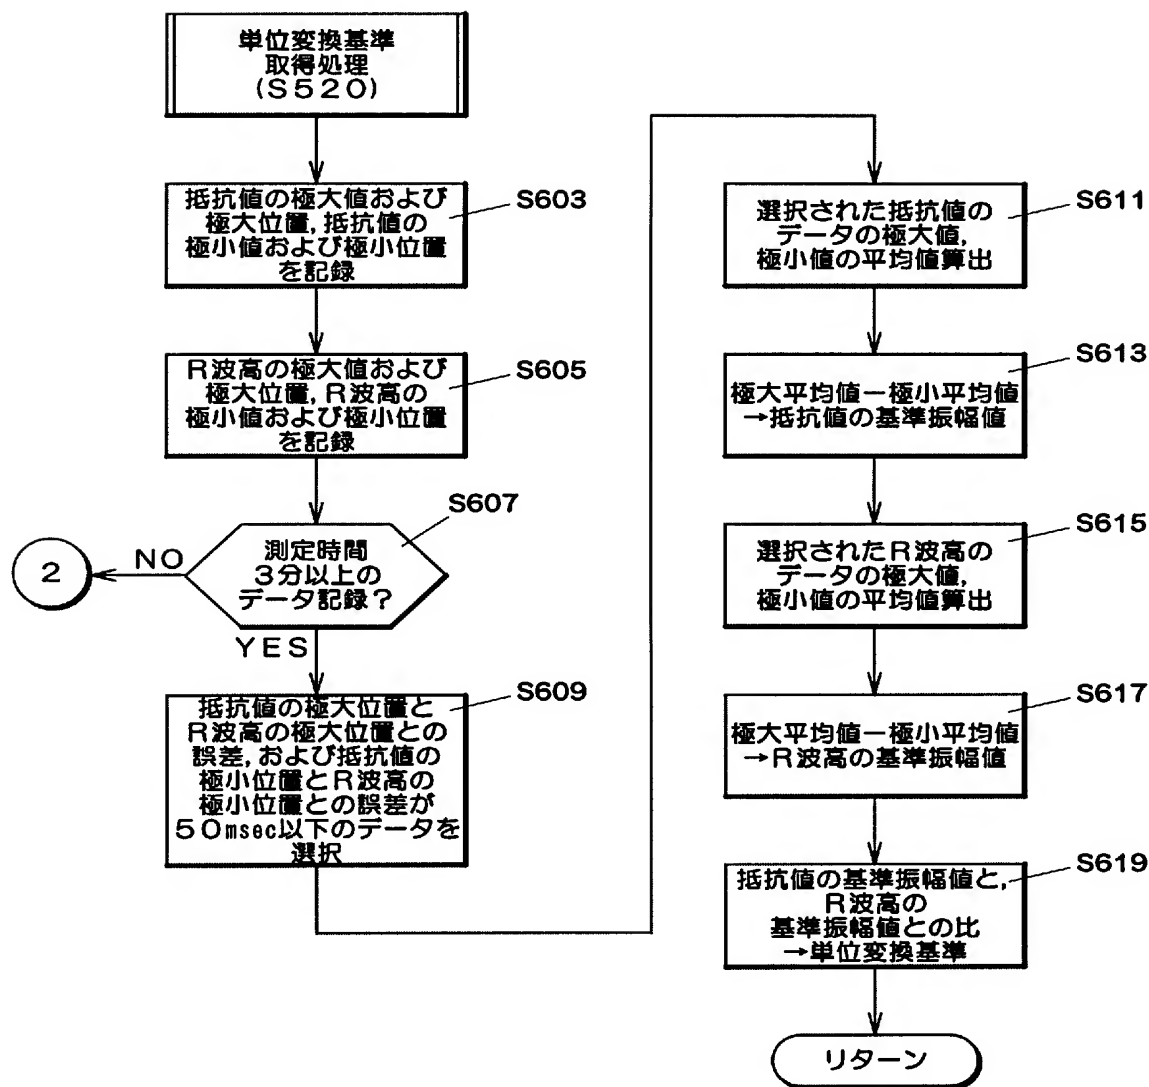 単位変換基準
取得処理
(S520)
抵抗値の極大値および
極大位置,抵抗値の
極小値および極小位置
を記録
S603
R波高の極大値および
極大位置,R波高の
極小値および極小位置
を記録
S605
S607
測定時間
3分以上の
データ記録?
NO
2
YES
抵抗値の極大位置と
R波高の極大位置との
誤差,および抵抗値の
極小位置とR波高の
極小位置との誤差が
50msec以下のデータを
選択
S609
選択された抵抗値の
データの極大値,
極小値の平均値算出
S611
極大平均値-極小平均値
→抵抗値の基準振幅値
S613
選択されたR波高の
データの極大値,
極小値の平均値算出
S615
極大平均値-極小平均値
→R波高の基準振幅値
S617
抵抗値の基準振幅値と,
R波高の
基準振幅値との比
→単位変換基準
S619
リターン